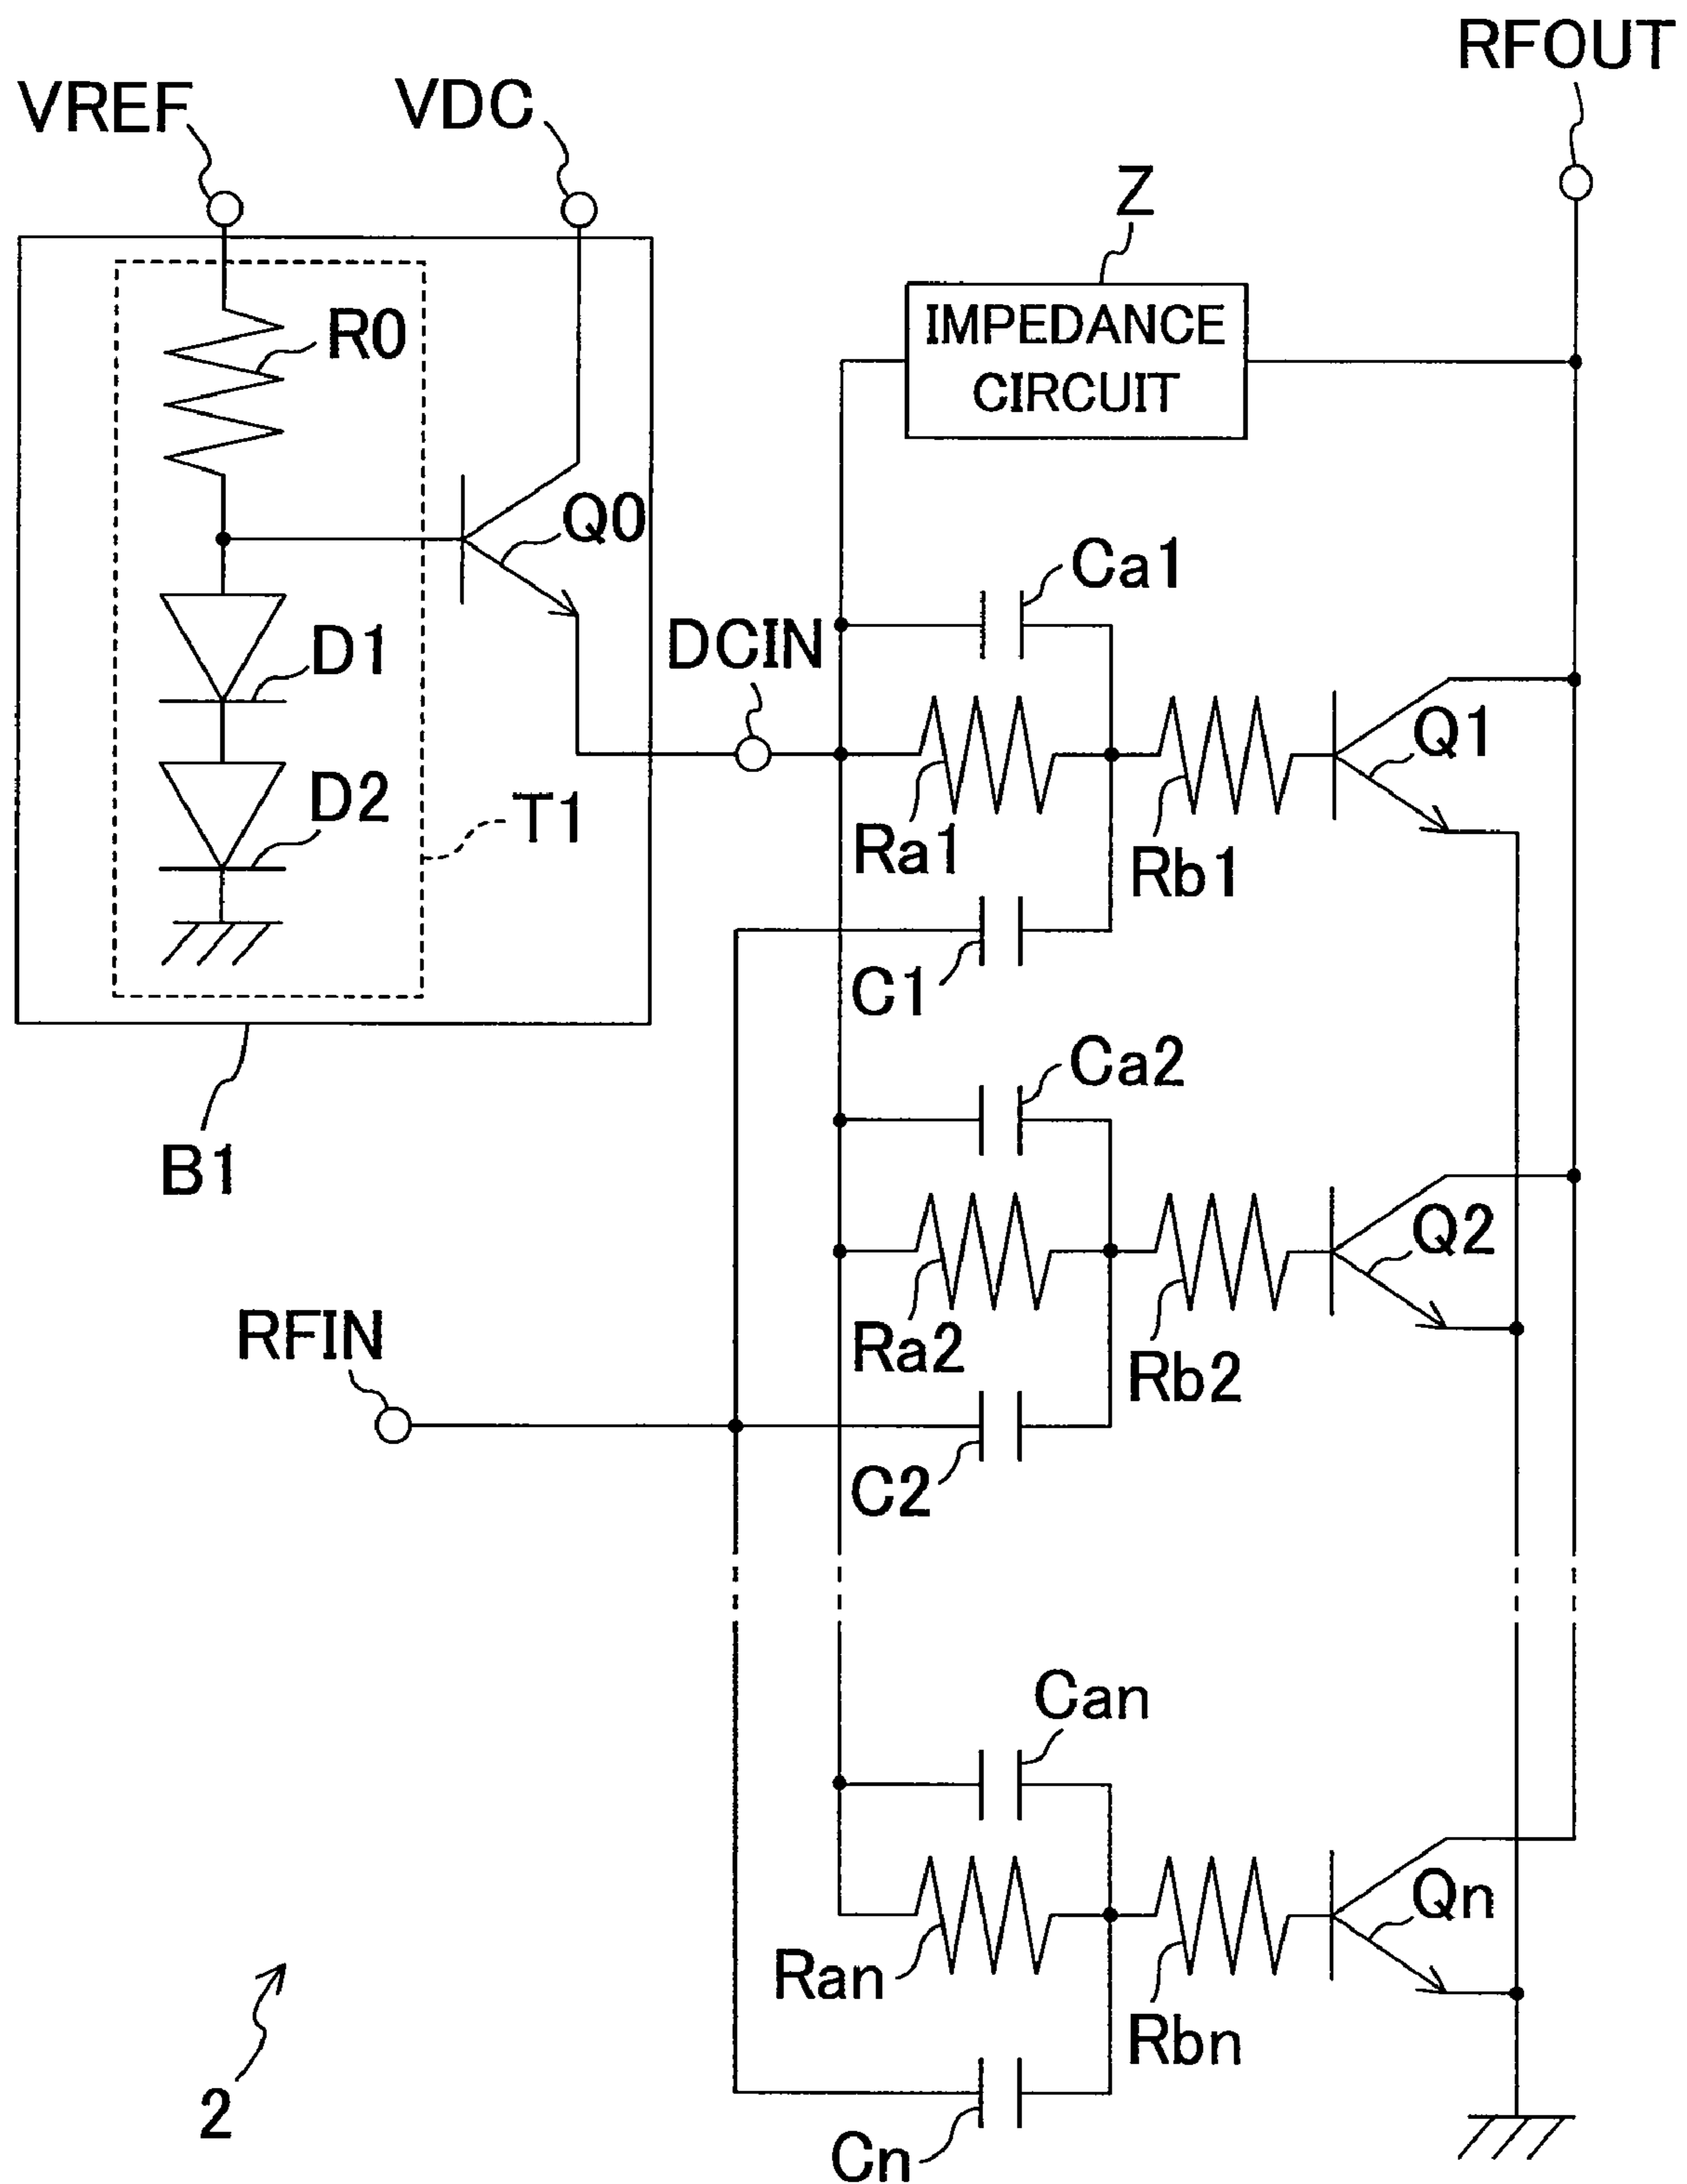 RFOUT
VREF
VDC
Z
IMPEDANCE
CIRCUIT
R0
Q0
Ca1
D1
DCIN
Q1
D2
T1
Ra1
Rb1
C1
Ca2
B1
Q2
RFIN
Ra2
Rb2
C2
Can
Qn
Ran
Rbn
2
Cn